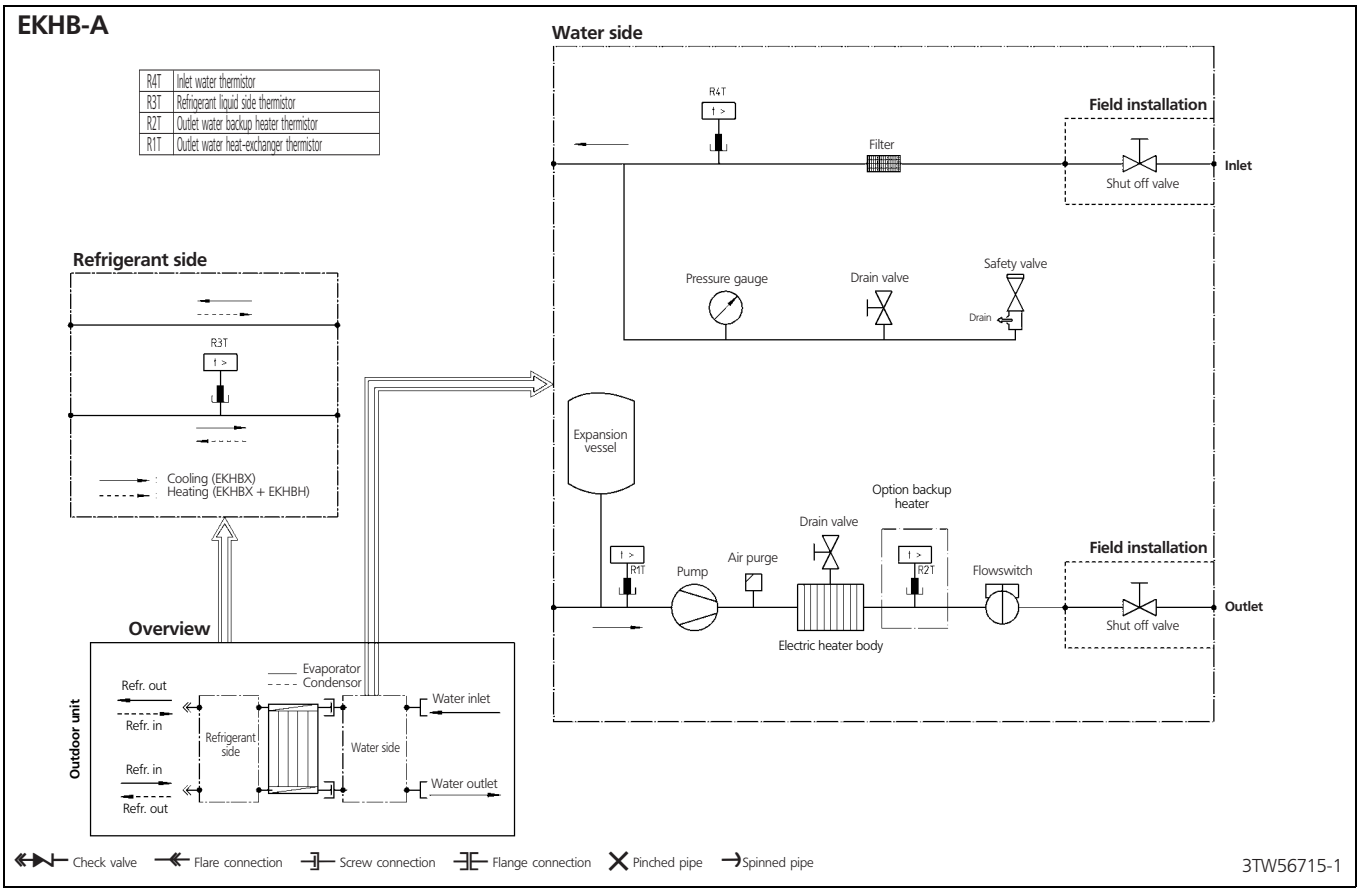 EKHB-A
R4T Inlet water thermistor
R3T Refrigerant liquid side thermistor
R2T Outlet water backup heater thermistor
R1T Outlet water heat-exchanger thermistor
Water side
R4T
t >
Filter
Field installation
Shut off valve
Inlet
Pressure gauge
Drain valve
Safety valve
Drain
Refrigerant side
R3T
t >
: Cooling (EKHBX)
: Heating (EKHBX + EKHBH)
Expansion
vessel
t >
R1T
Pump
Air purge
Drain valve
Electric heater body
Option backup
heater
t >
R2T
Flowswitch
Field installation
Shut off valve
Outlet
Overview
Outdoor unit
Evaporator
Condensor
Refr. out
Refr. in
Refr. in
Refr. out
Refrigerant
side
Water side
Water inlet
Water outlet
Check valve
Flare connection
Screw connection
Flange connection
Pinched pipe
Spinned pipe
3TW56715-1